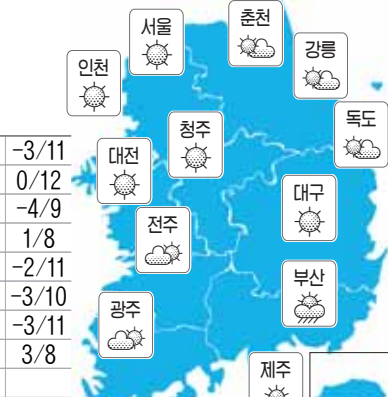 -3/11
0/12
-4/9
1/8
-2/11
-3/10
-3/11
3/8
서울
춘천
강릉
인천
독도
청주
대전
대구
전주
부산
광주
제주